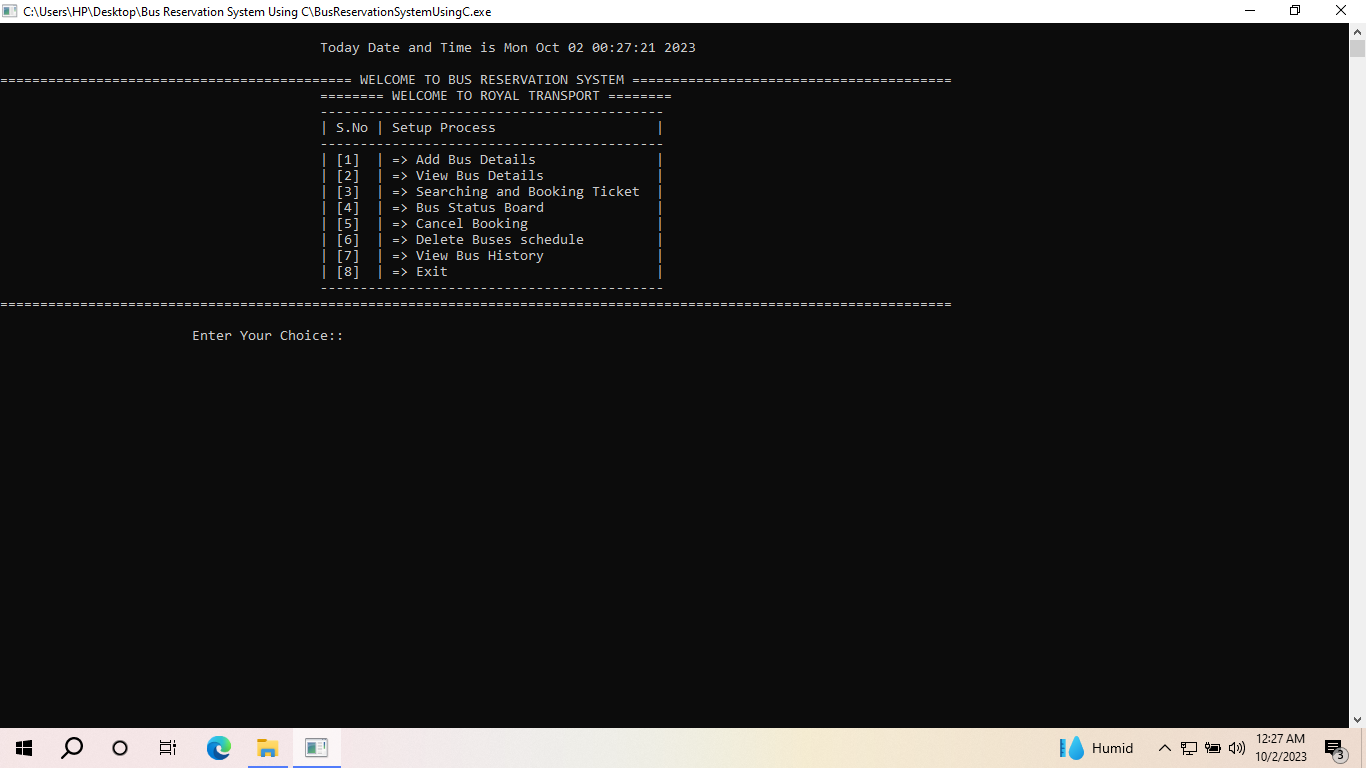 C:\Users\HP\Desktop\Bus Reservation System Using C\BusReservationSystemUsingC.exe
Today Date and Time is Mon Oct 02 00:27:21 2023
============================================ WELCOME TO BUS RESERVATION SYSTEM ========================================
======== WELCOME TO ROYAL TRANSPORT ========
-------------------------------------------
| S.No | Setup Process                    |
-------------------------------------------
| [1]  | => Add Bus Details               |
| [2]  | => View Bus Details              |
| [3]  | => Searching and Booking Ticket  |
| [4]  | => Bus Status Board              |
| [5]  | => Cancel Booking                |
| [6]  | => Delete Buses schedule         |
| [7]  | => View Bus History              |
| [8]  | => Exit                          |
-------------------------------------------
=======================================================================================================================
Enter Your Choice::
Humid
12:27 AM
10/2/2023
3